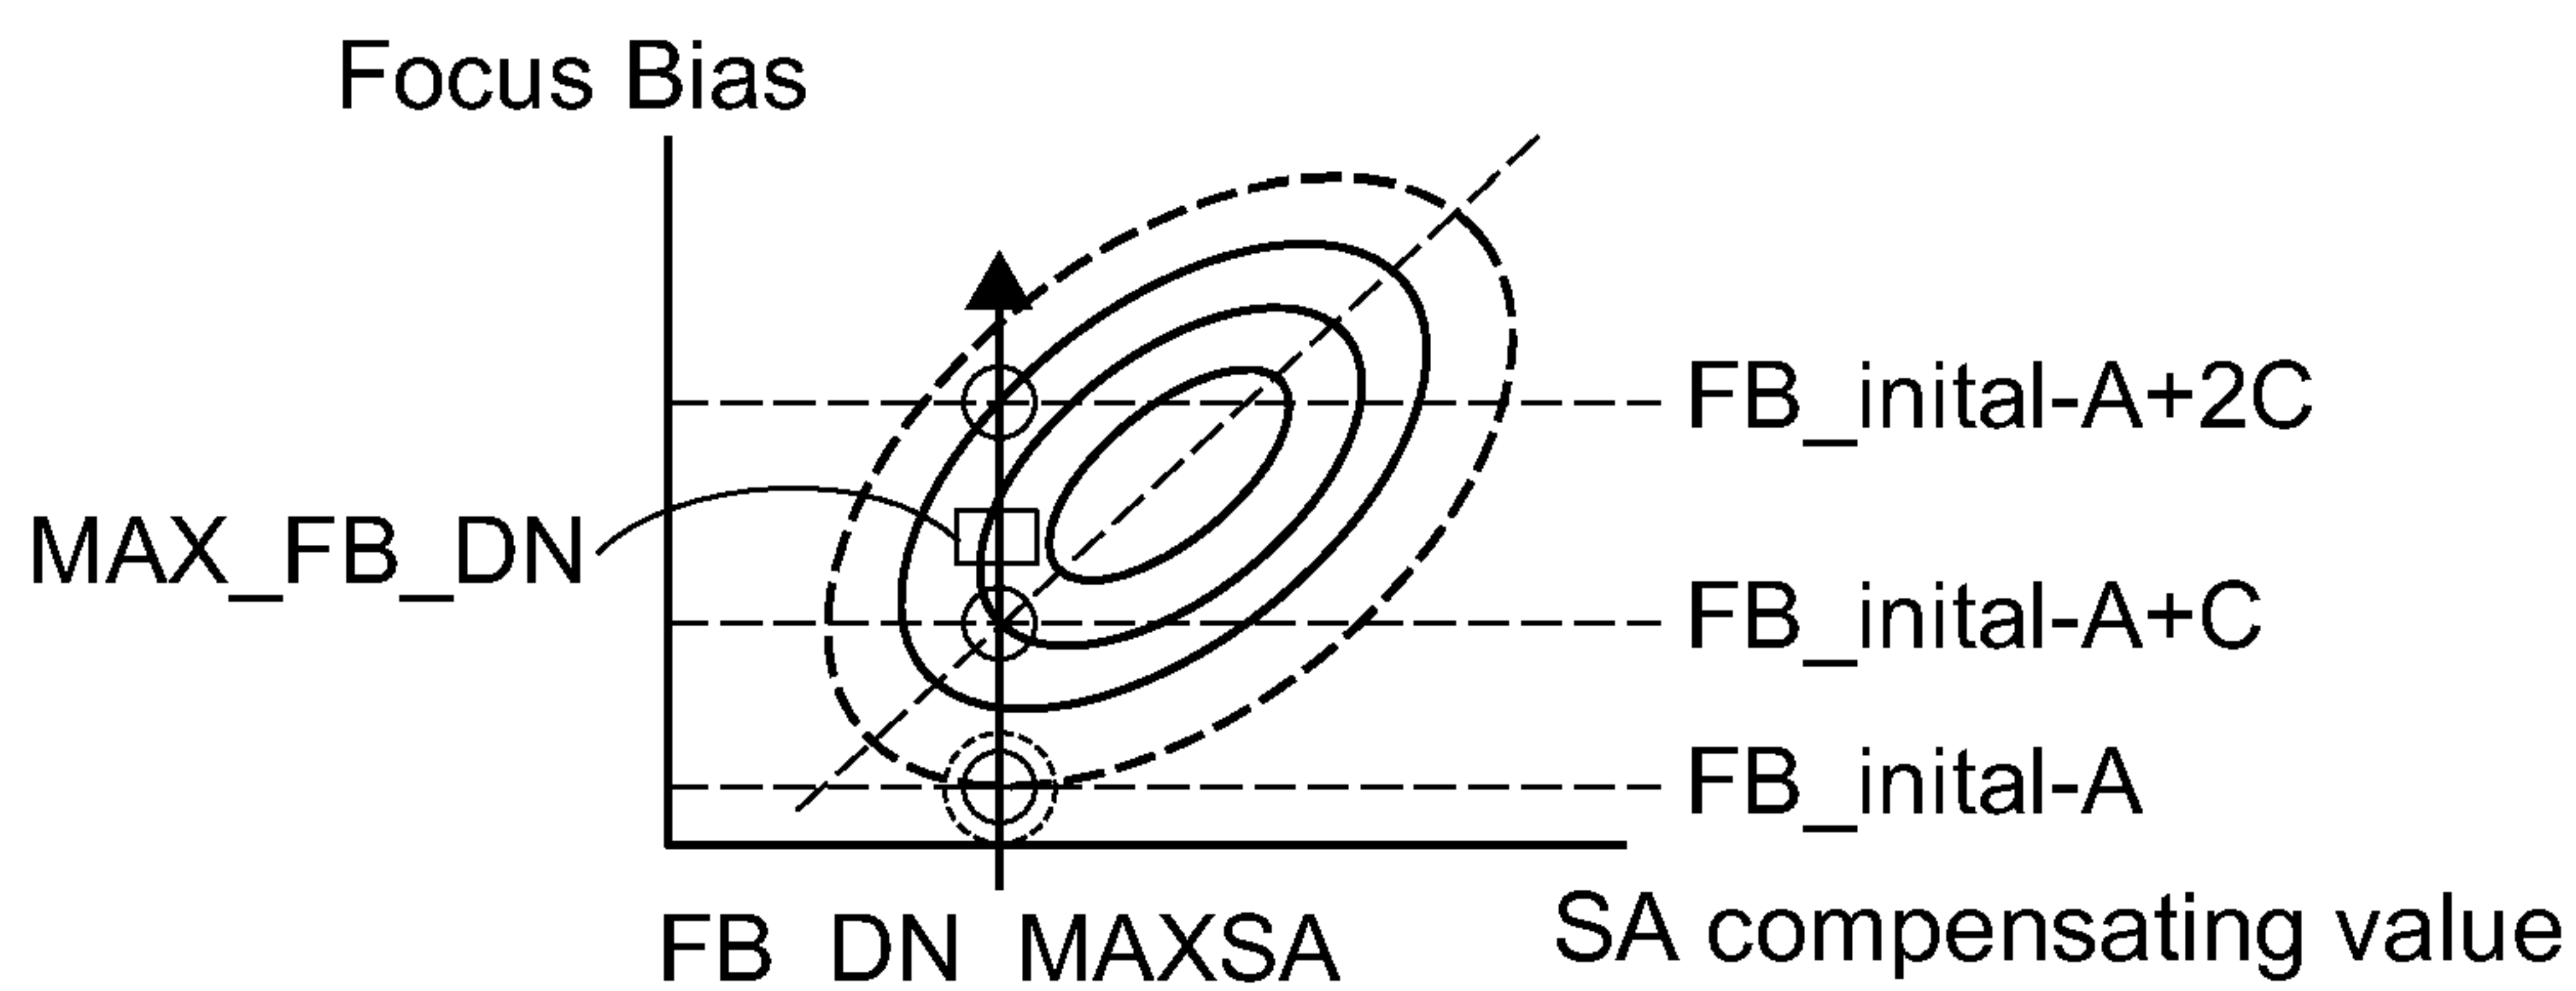 Focus Bias
FB_inital-A+2C
MAX_FB_DN
FB_inital-A+C
FB_inital-A
FB DN MAXSA
SA compensating value